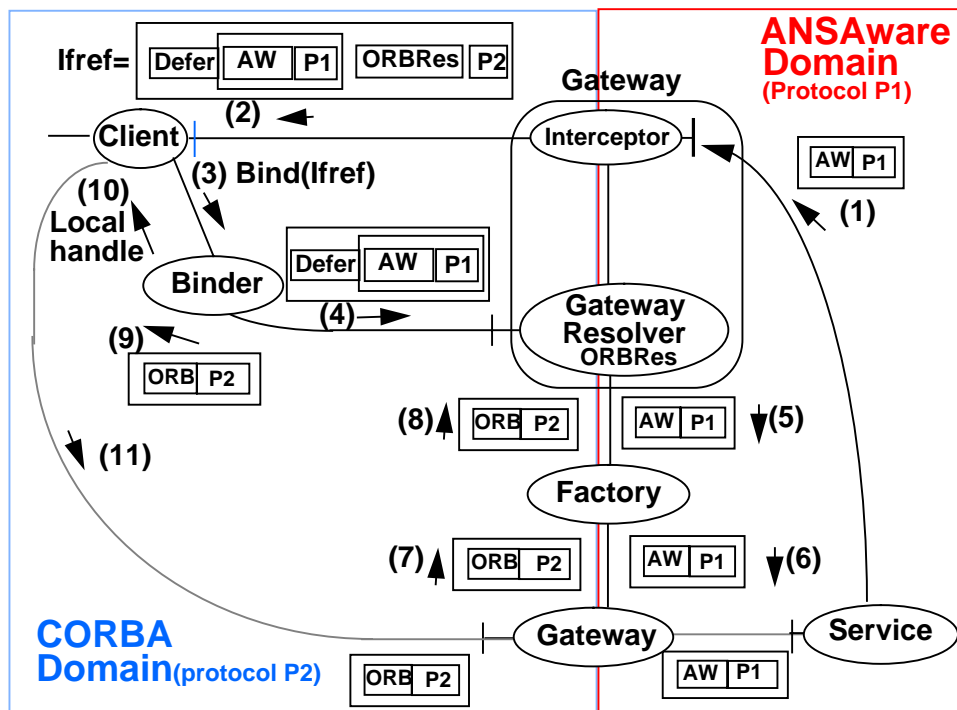 ANSAware
Domain
(Protocol P1)
Ifref=
Defer AW P1 ORBRes P2
(2)
Gateway
Client
Interceptor
AW P1
(1)
(3) Bind(Ifref)
(10)
Local
handle
Defer AW P1
Binder
(4)
Gateway
Resolver
ORBRes
(9)
ORB P2
(8)
ORB P2
AW P1
(5)
(11)
Factory
(7)
ORB P2
AW P1
(6)
CORBA
Domain(protocol P2)
Gateway
Service
ORB P2
AW P1